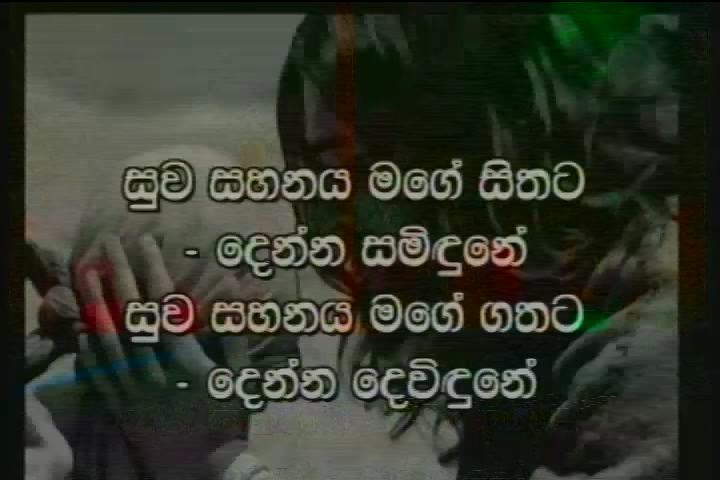 සුව සහනය මගේ සිතට
- දෙන්න සමිඳුනේ
සුව සහනය මගේ ගතට
- දෙන්න දෙවිඳුනේ